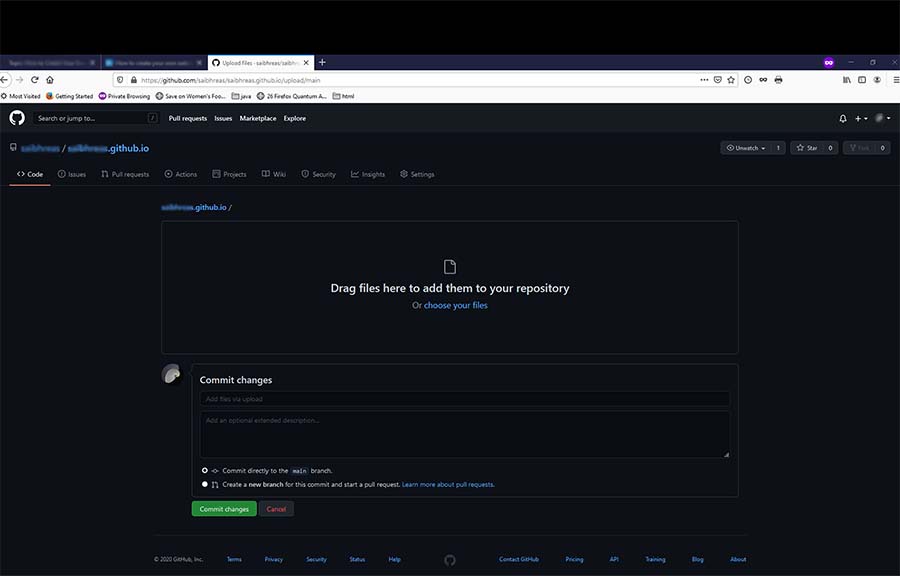 Upload files - saibhreas/saibhr
https://github.com/saibhreas/saibhreas.github.io/upload/main
Most Visited Getting Started Private Browsing Save on Women's Foo... java 26 Firefox Quantum A... html
Search or jump to... / Pull requests Issues Marketplace Explore
/ .github.io Unwatch 1 Star 0 Fork 0
Code Issues Pull requests Actions Projects Wiki Security Insights Settings
.github.io /
Drag files here to add them to your repository
Or choose your files
Commit changes
Add files via upload
Add an optional extended description...
Commit directly to the main branch.
Create a new branch for this commit and start a pull request. Learn more about pull requests.
Commit changes Cancel
© 2020 GitHub, Inc. Terms Privacy Security Status Help Contact GitHub Pricing API Training Blog About